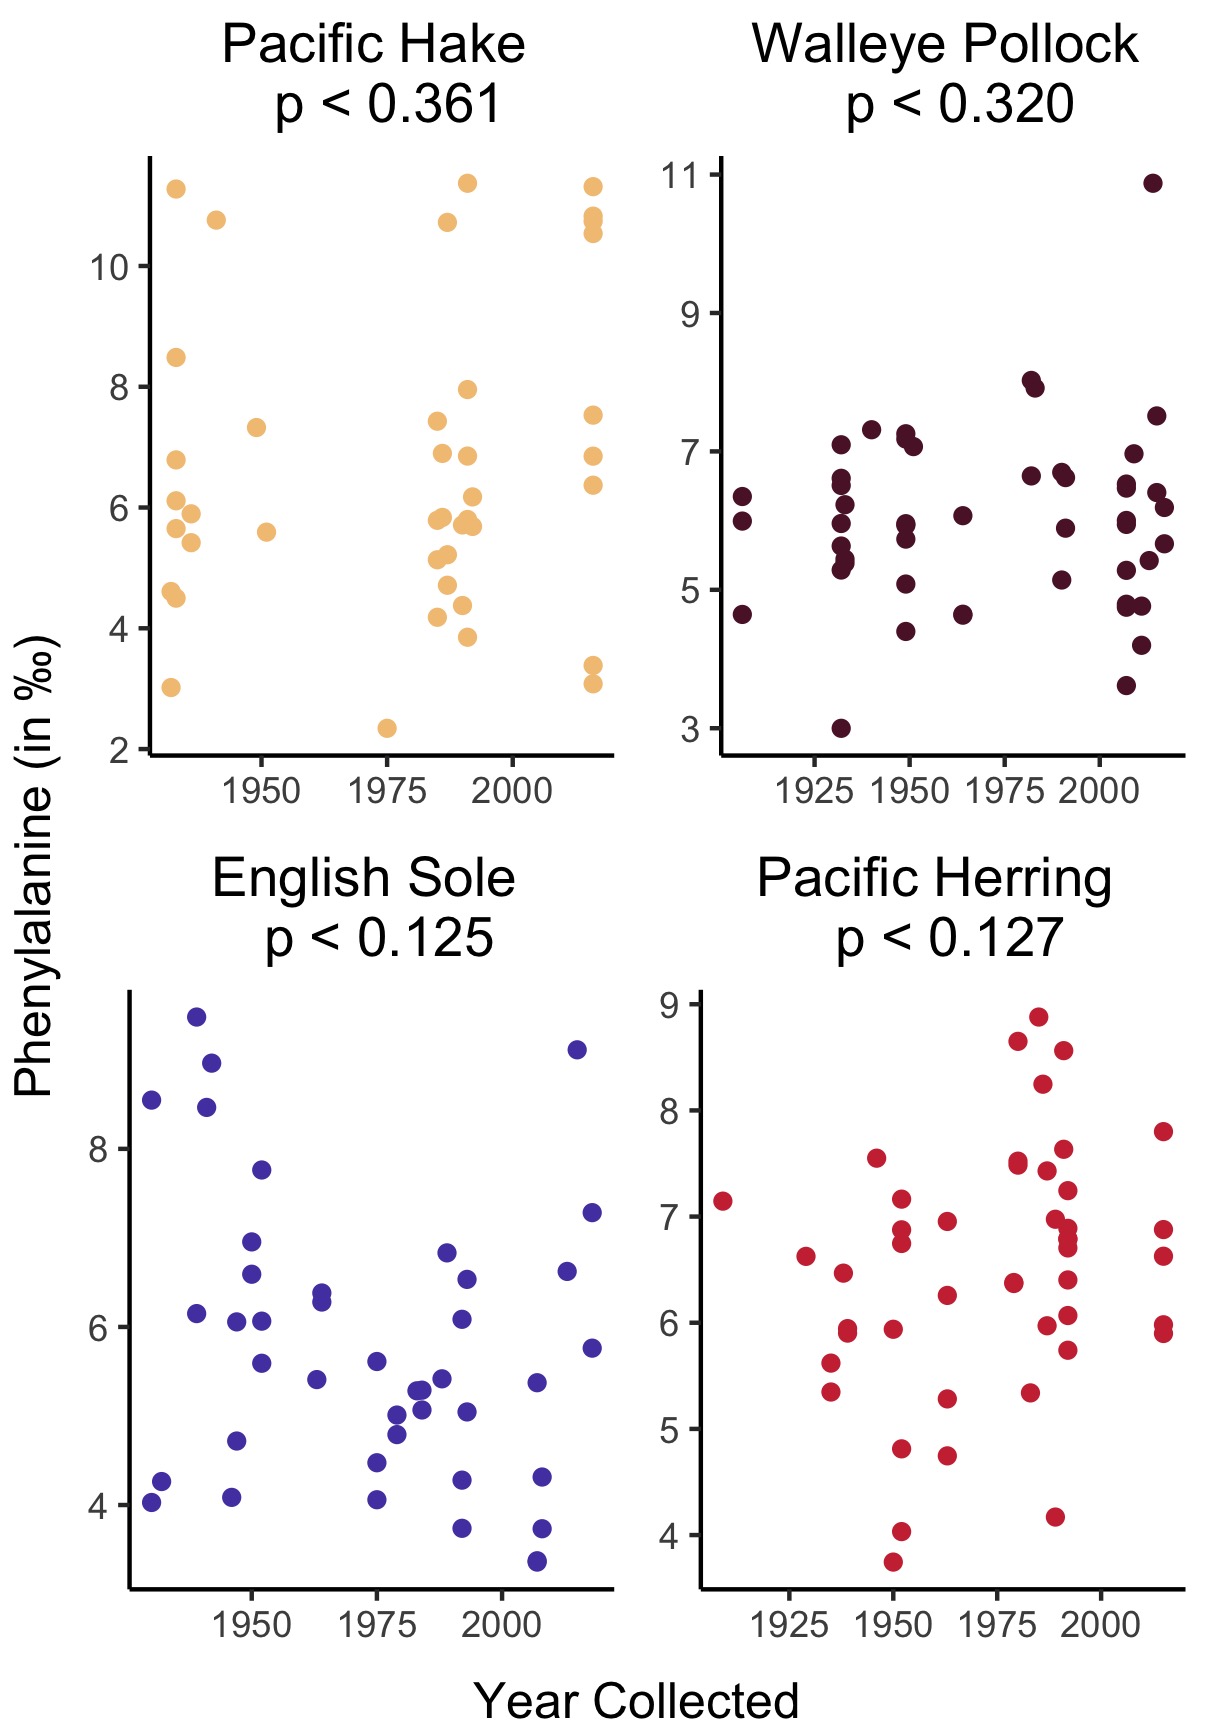 Pacific Hake
p < 0.361
Walleye Pollock
p < 0.320
10
8
6
4
2
1950 1975 2000
11
9
7
5
3
1925 1950 1975 2000
Phenylalanine (in ‰)
English Sole
p < 0.125
Pacific Herring
p < 0.127
8
6
4
1950 1975 2000
9
8
7
6
5
4
1925 1950 1975 2000
Year Collected